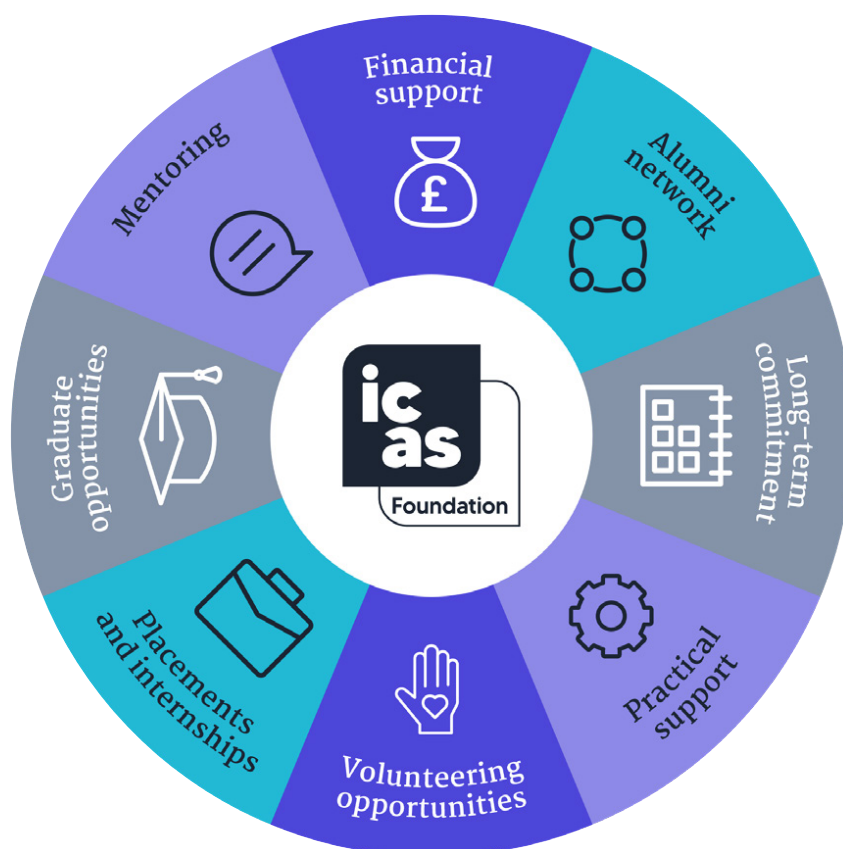 Financial
support
£
Alumni
network
Long-term
commitment
Practical
support
Volunteering
opportunities
Placements
and internships
Graduate
opportunities
Mentoring
ic
as
Foundation